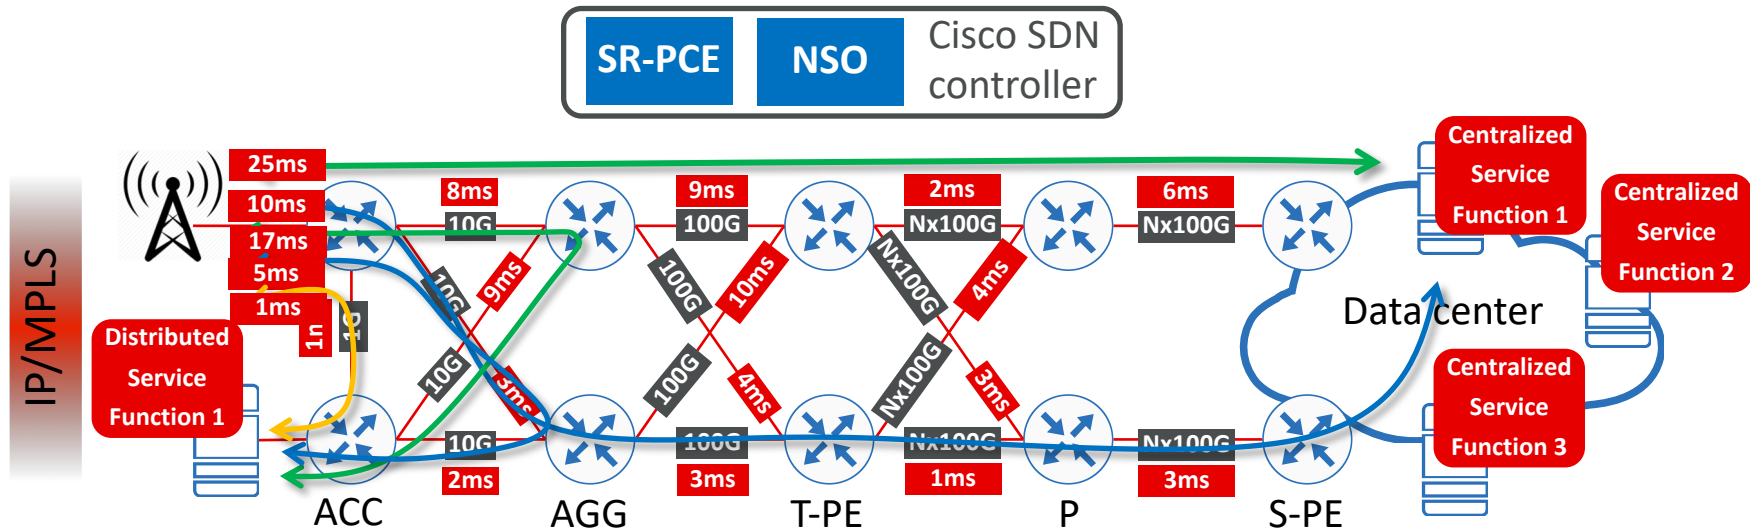 SR-PCE
NSO
Cisco SDN
controller
IP/MPLS
25ms
10ms
17ms
5ms
1ms
8ms
10G
9ms
100G
2ms
Nx100G
6ms
Nx100G
10G
9ms
100G
10ms
Nx100G
4ms
1G
10G
3ms
100G
4ms
Nx100G
3ms
10G
2ms
100G
3ms
Nx100G
1ms
Nx100G
3ms
Distributed
Service
Function 1
Centralized
Service
Function 1
Centralized
Service
Function 2
Data center
Centralized
Service
Function 3
ACC
AGG
T-PE
P
S-PE